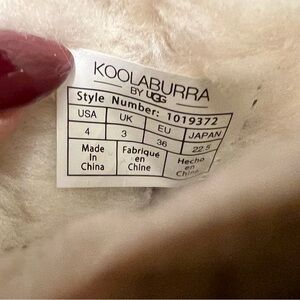 KOOLABURRA
BY UGG
Style Number: 1019372
USA UK EU JAPAN
4 3 36 22.5
Made Fabriqué Hecho
in en en
China Chine China